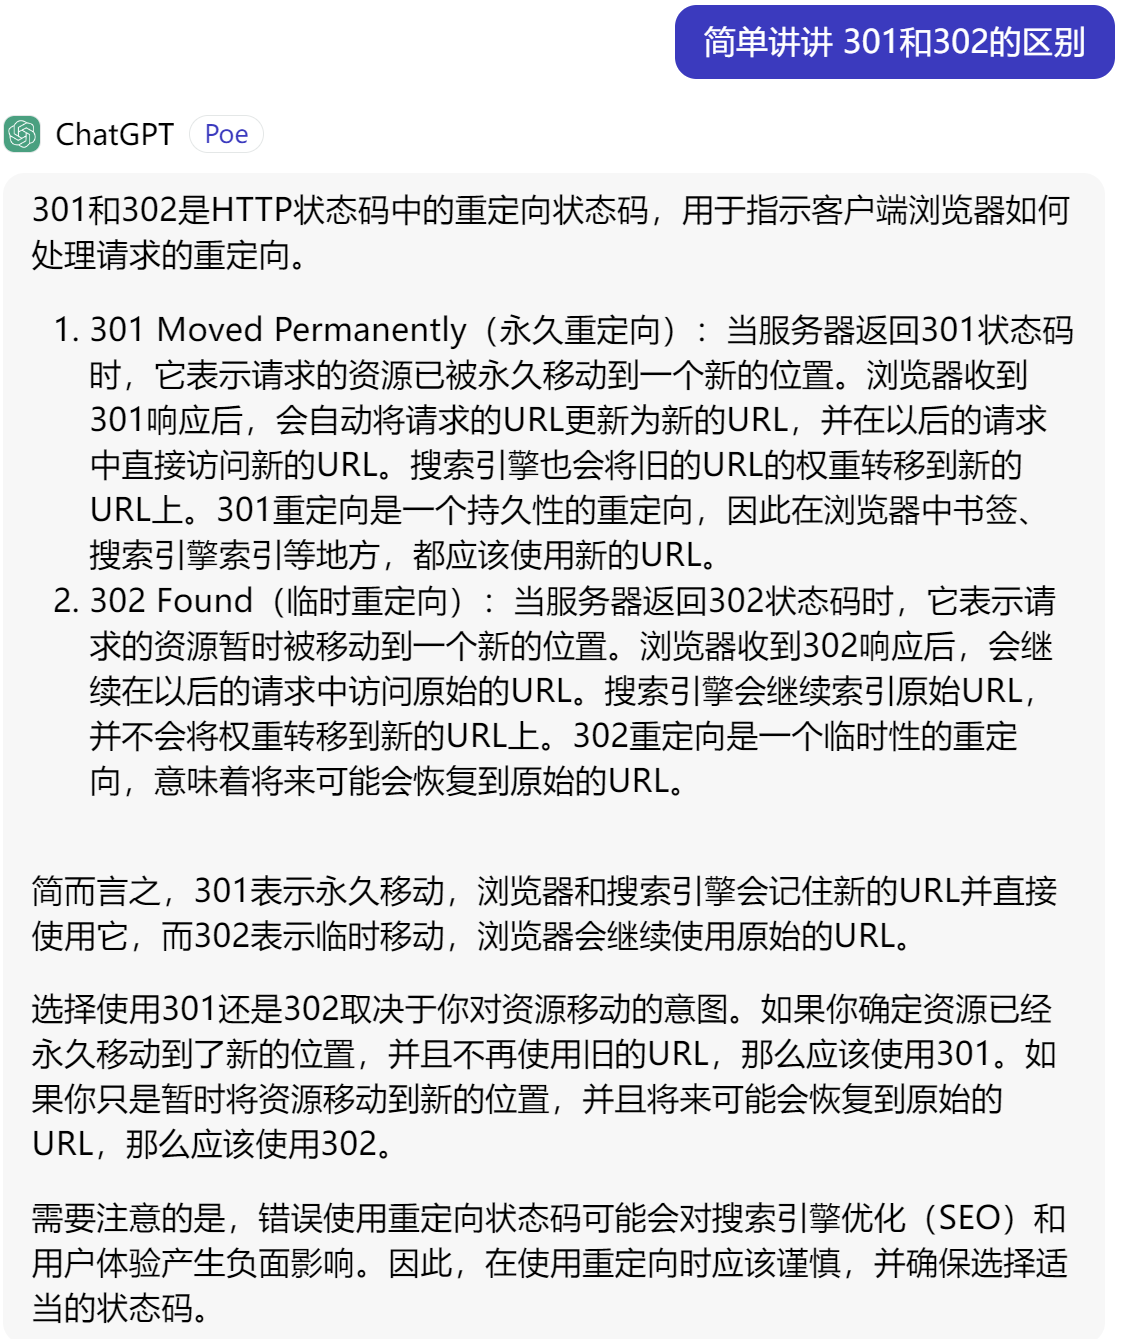 简单讲讲 301和302的区别
ChatGPT Poe
301和302是HTTP状态码中的重定向状态码，用于指示客户端浏览器如何
处理请求的重定向。
1. 301 Moved Permanently（永久重定向）：当服务器返回301状态码
时，它表示请求的资源已被永久移动到一个新的位置。浏览器收到
301响应后，会自动将请求的URL更新为新的URL，并在以后的请求
中直接访问新的URL。搜索引擎也会将旧的URL的权重转移到新的
URL上。301重定向是一个持久性的重定向，因此在浏览器中书签、
搜索引擎索引等地方，都应该使用新的URL。
2. 302 Found（临时重定向）：当服务器返回302状态码时，它表示请
求的资源暂时被移动到一个新的位置。浏览器收到302响应后，会继
续在以后的请求中访问原始的URL。搜索引擎会继续索引原始URL，
并不会将权重转移到新的URL上。302重定向是一个临时性的重定
向，意味着将来可能会恢复到原始的URL。
简而言之，301表示永久移动，浏览器和搜索引擎会记住新的URL并直接
使用它，而302表示临时移动，浏览器会继续使用原始的URL。
选择使用301还是302取决于你对资源移动的意图。如果你确定资源已经
永久移动到了新的位置，并且不再使用旧的URL，那么应该使用301。如
果你只是暂时将资源移动到新的位置，并且将来可能会恢复到原始的
URL，那么应该使用302。
需要注意的是，错误使用重定向状态码可能会对搜索引擎优化（SEO）和
用户体验产生负面影响。因此，在使用重定向时应该谨慎，并确保选择适
当的状态码。